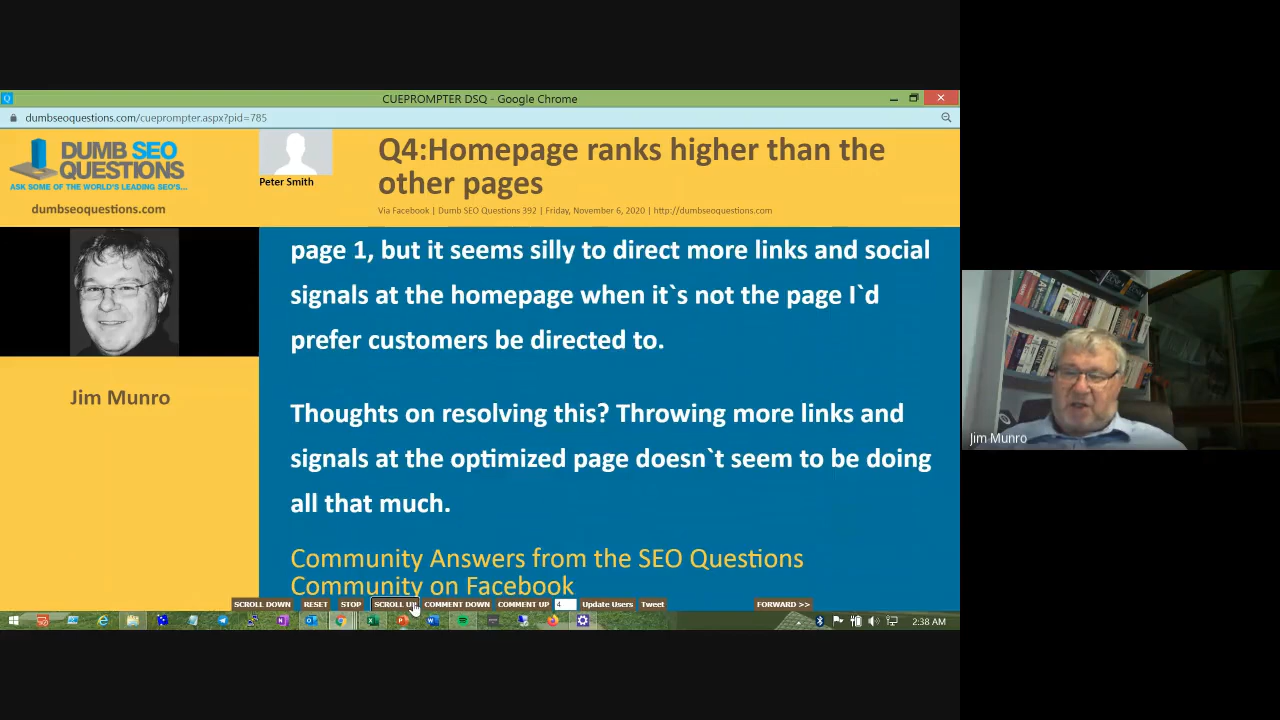 CUEPROMPTER DSQ - Google Chrome
dumbseoquestions.com/cueprompter.aspx?pid=785
DUMB SEO
QUESTIONS
ASK SOME OF THE WORLD'S LEADING SEO'S...
dumbseoquestions.com
Peter Smith
Q4:Homepage ranks higher than the
other pages
Via Facebook | Dumb SEO Questions 392 | Friday, November 6, 2020 | http://dumbseoquestions.com
Jim Munro
page 1, but it seems silly to direct more links and social
signals at the homepage when it`s not the page I`d
prefer customers be directed to.
Thoughts on resolving this? Throwing more links and
signals at the optimized page doesn`t seem to be doing
all that much.
Community Answers from the SEO Questions
Community on Facebook
SCROLL DOWN RESET STOP SCROLL UP COMMENT DOWN COMMENT UP 4 Update Users Tweet FORWARD >>
2:38 AM
Jim Munro